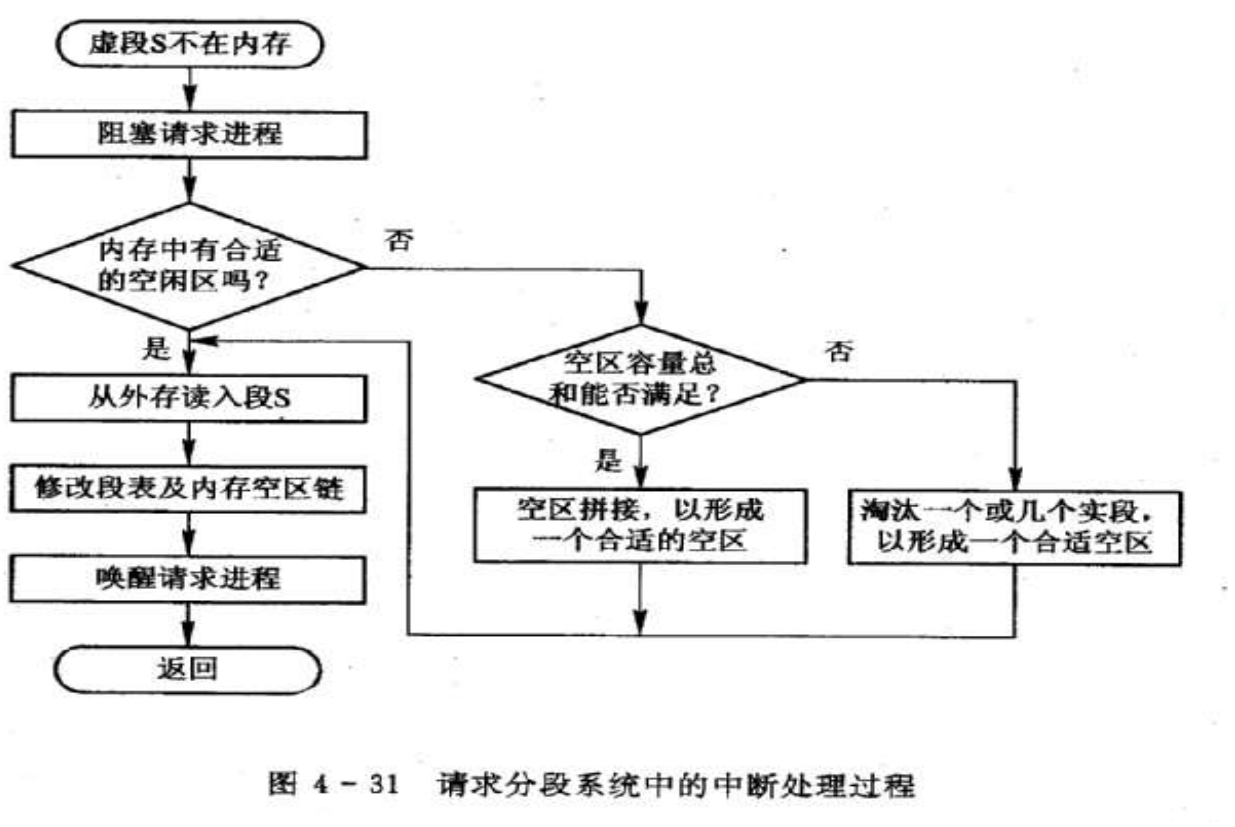 虚段S不在内存
阻塞请求进程
内存中有合适
的空闲区吗？
否
是
空区容量总
和能否满足？
否
从外存读入段S
是
修改段表及内存空区链
空区拼接，以形成
一个合适的空区
淘汰一个或几个实段，
以形成一个合适空区
唤醒请求进程
返回
图 4-31 请求分段系统中的中断处理过程